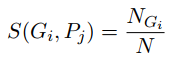 S(G_i, P_j) = \frac{N_{G_i}}{N}